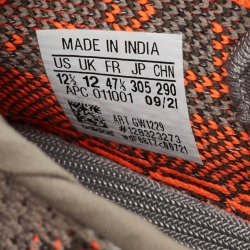 MADE IN INDIA
US UK FR JP CHN
12½ 12 47⅓ 305 290
APC 011001 09/21
ART GW1229
#128323273